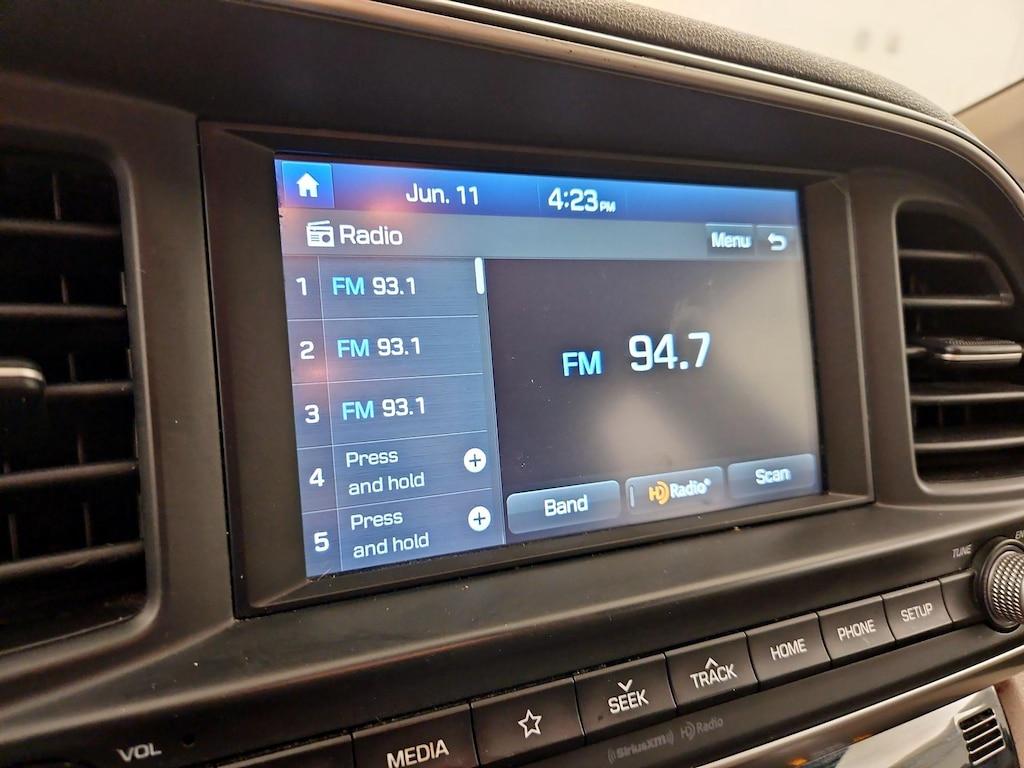 Jun. 11 4:23 PM
Radio Menu
1 FM 93.1
2 FM 93.1
3 FM 93.1
4 Press
and hold
5 Press
and hold
FM 94.7
Band HD Radio® Scan
TUNE
VOL MEDIA SEEK TRACK HOME PHONE SETUP
((SiriusXM)) HD Radio